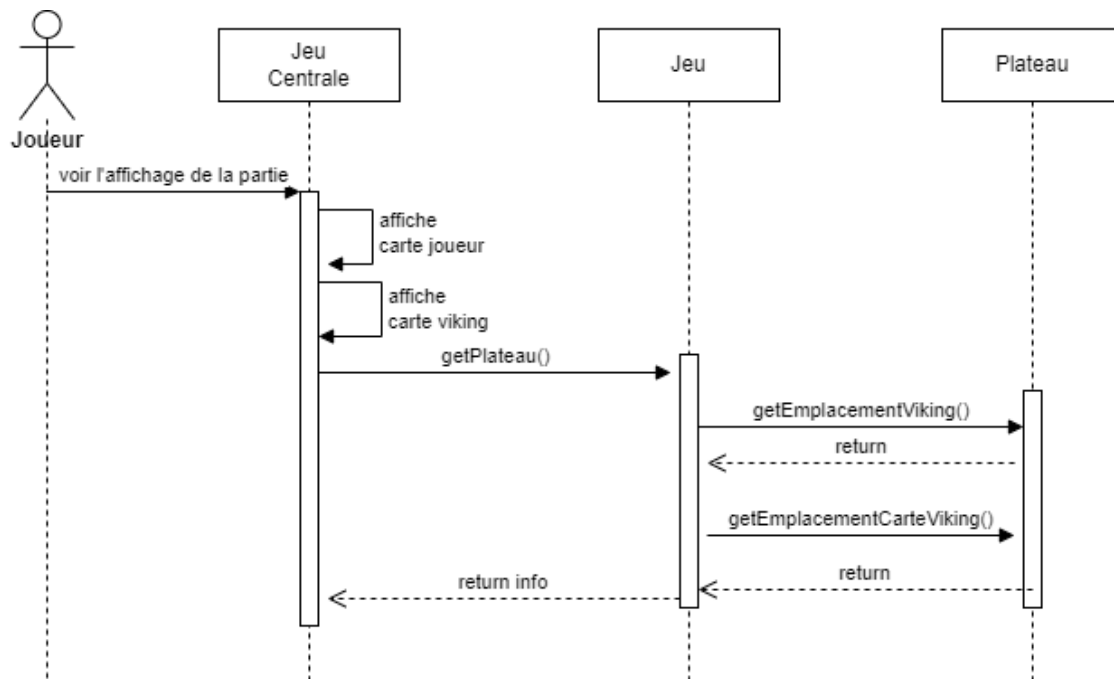 Jeu
Centrale
Jeu
Plateau
Joueur
voir l'affichage de la partie
affiche
carte joueur
affiche
carte viking
getPlateau()
getEmplacementViking()
return
getEmplacementCarteViking()
return
return info